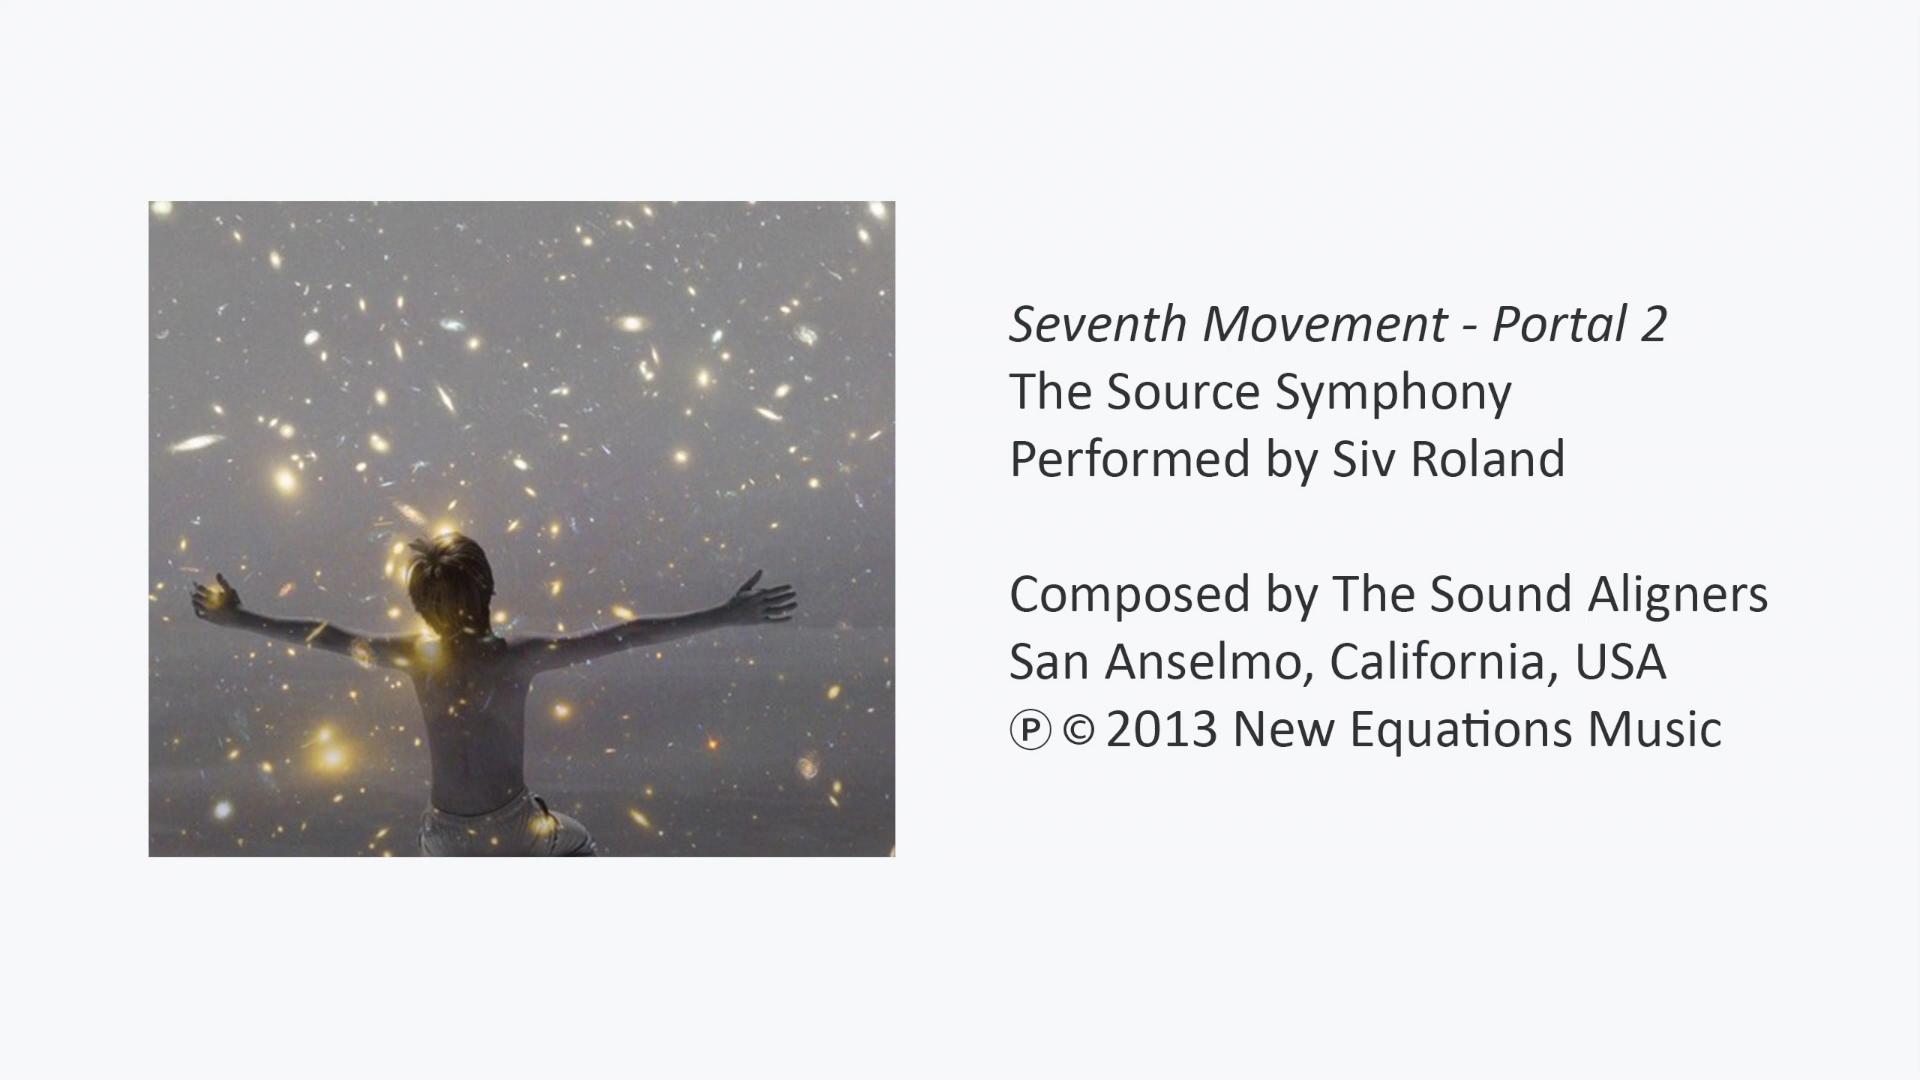 Seventh Movement - Portal 2
The Source Symphony
Performed by Siv Roland
Composed by The Sound Aligners
San Anselmo, California, USA
℗ © 2013 New Equations Music